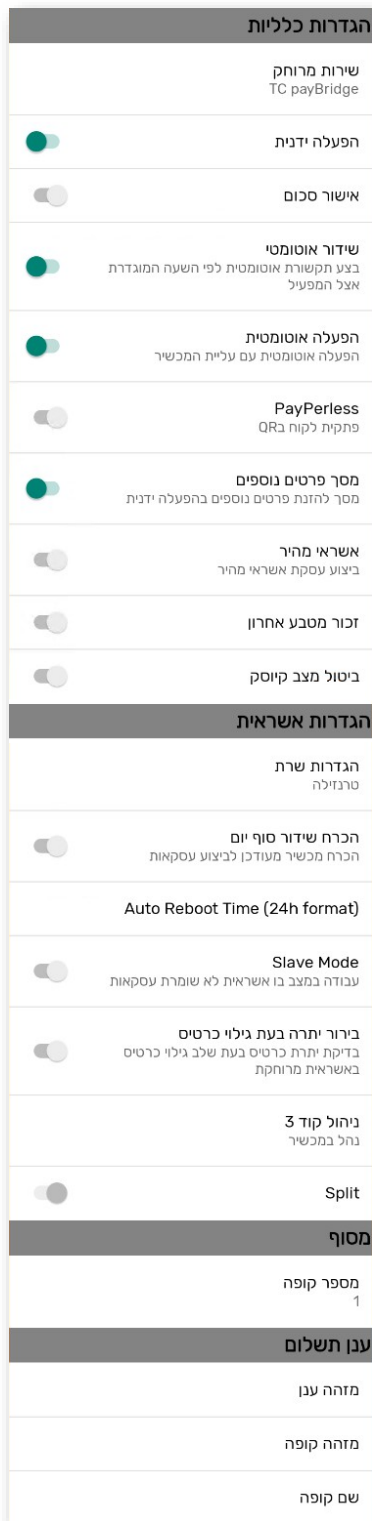 הגדרות כלליות
שירות מרוחק
TC payBridge
הפעלה ידנית
אישור סכום
שידור אוטומטי
בצע תקשורת אוטומטית לפי השעה המוגדרת
אצל המפעיל
הפעלה אוטומטית
הפעלה אוטומטית עם עליית המכשיר
PayPerless
פתקית לקוח בQR
מסך פרטים נוספים
מסך להזנת פרטים נוספים בהפעלה ידנית
אשראי מהיר
ביצוע עסקת אשראי מהיר
זכור מטבע אחרון
ביטול מצב קיוסק
הגדרות אשראית
הגדרות שרת
טרנזילה
הכרח שידור סוף יום
הכרח מכשיר מעודכן לביצוע עסקאות
Auto Reboot Time (24h format)
Slave Mode
עבודה במצב בו אשראית לא שומרת עסקאות
בירור יתרה בעת גילוי כרטיס
בדיקת יתרת כרטיס בעת שלב גילוי כרטיס
באשראית מרוחקת
ניהול קוד 3
נהל במכשיר
Split
מסוף
מספר קופה
1
ענן תשלום
מזהה ענן
מזהה קופה
שם קופה